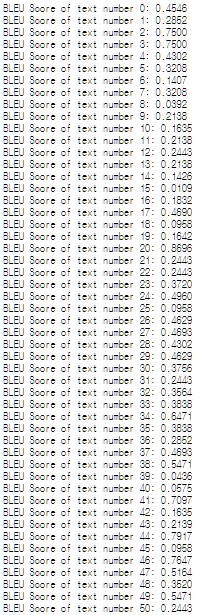 BLEU Score of text number 0: 0.4546
BLEU Score of text number 1: 0.2852
BLEU Score of text number 2: 0.7500
BLEU Score of text number 3: 0.7500
BLEU Score of text number 4: 0.4302
BLEU Score of text number 5: 0.3208
BLEU Score of text number 6: 0.1407
BLEU Score of text number 7: 0.3208
BLEU Score of text number 8: 0.0392
BLEU Score of text number 9: 0.2138
BLEU Score of text number 10: 0.1635
BLEU Score of text number 11: 0.2138
BLEU Score of text number 12: 0.2443
BLEU Score of text number 13: 0.2138
BLEU Score of text number 14: 0.1426
BLEU Score of text number 15: 0.0109
BLEU Score of text number 16: 0.1832
BLEU Score of text number 17: 0.4690
BLEU Score of text number 18: 0.0958
BLEU Score of text number 19: 0.1642
BLEU Score of text number 20: 0.8696
BLEU Score of text number 21: 0.2443
BLEU Score of text number 22: 0.2443
BLEU Score of text number 23: 0.3720
BLEU Score of text number 24: 0.4960
BLEU Score of text number 25: 0.0958
BLEU Score of text number 26: 0.4629
BLEU Score of text number 27: 0.4693
BLEU Score of text number 28: 0.4302
BLEU Score of text number 29: 0.4629
BLEU Score of text number 30: 0.3756
BLEU Score of text number 31: 0.2443
BLEU Score of text number 32: 0.3564
BLEU Score of text number 33: 0.3838
BLEU Score of text number 34: 0.6471
BLEU Score of text number 35: 0.3838
BLEU Score of text number 36: 0.2852
BLEU Score of text number 37: 0.4693
BLEU Score of text number 38: 0.5471
BLEU Score of text number 39: 0.0436
BLEU Score of text number 40: 0.0675
BLEU Score of text number 41: 0.7097
BLEU Score of text number 42: 0.1635
BLEU Score of text number 43: 0.2139
BLEU Score of text number 44: 0.7917
BLEU Score of text number 45: 0.0958
BLEU Score of text number 46: 0.7647
BLEU Score of text number 47: 0.5164
BLEU Score of text number 48: 0.3520
BLEU Score of text number 49: 0.5471
BLEU Score of text number 50: 0.2443